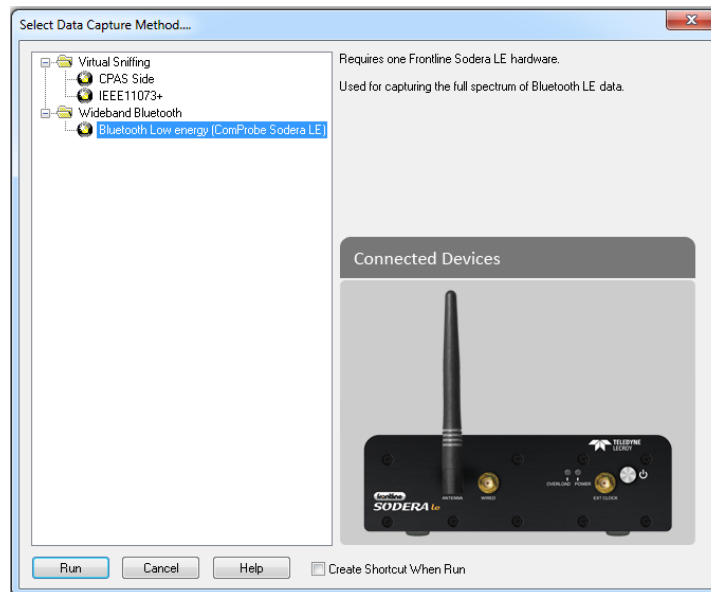 Select Data Capture Method....
Virtual Sniffing
CPAS Side
IEEE11073+
Wideband Bluetooth
Bluetooth Low energy (ComProbe Sodera LE)
Requires one Frontline Sodera LE hardware.
Used for capturing the full spectrum of Bluetooth LE data.
Connected Devices
TELEDYNE
LECROY
OVERLOAD POWER
ANTENNA WIRED EXT CLOCK
frontline
SODERA le
Run Cancel Help Create Shortcut When Run